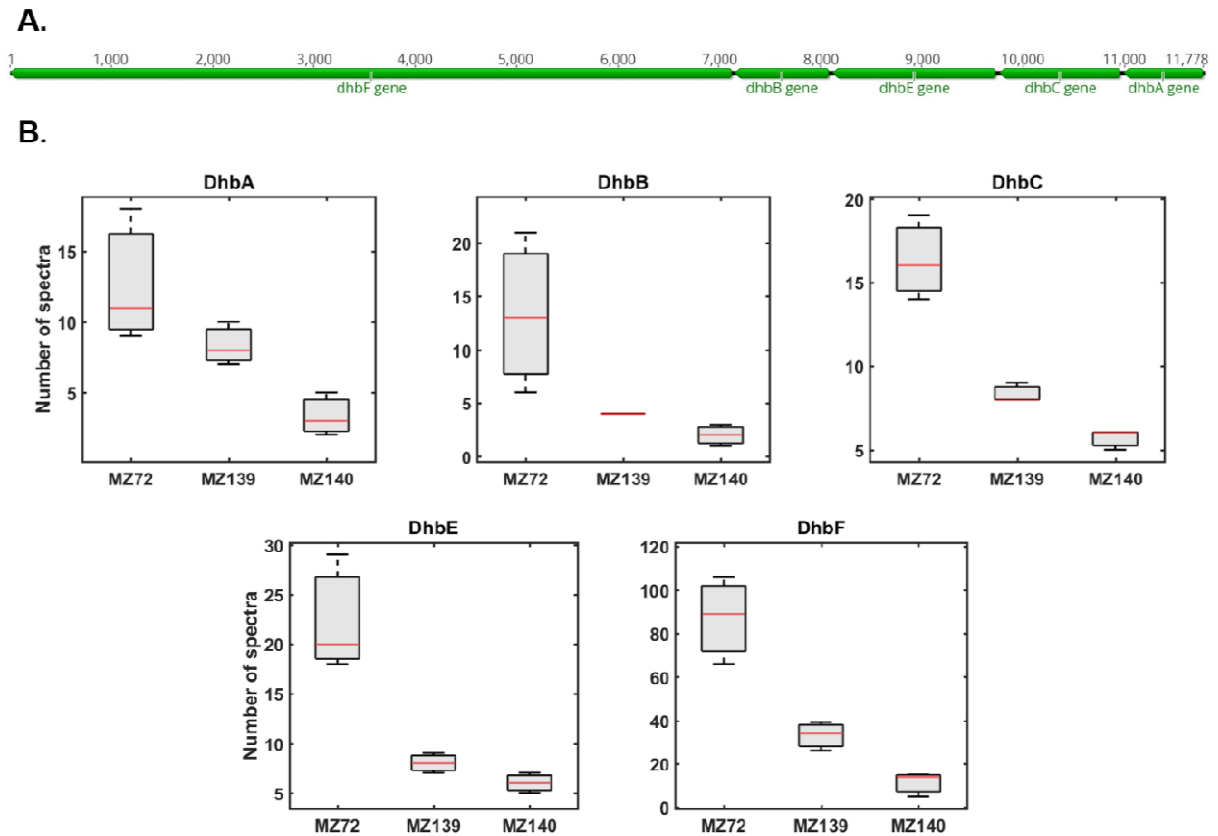 A.
1 1,000 2,000 3,000 4,000 5,000 6,000 7,000 8,000 9,000 10,000 11,000 11,778
dhbF gene dhbB gene dhbE gene dhbC gene dhbA gene
B.
DhbA
Number of spectra
15
10
5
MZ72 MZ139 MZ140
DhbB
20
15
10
5
0
MZ72 MZ139 MZ140
DhbC
20
15
10
5
MZ72 MZ139 MZ140
DhbE
Number of spectra
30
25
20
15
10
5
MZ72 MZ139 MZ140
DhbF
120
100
80
60
40
20
0
MZ72 MZ139 MZ140